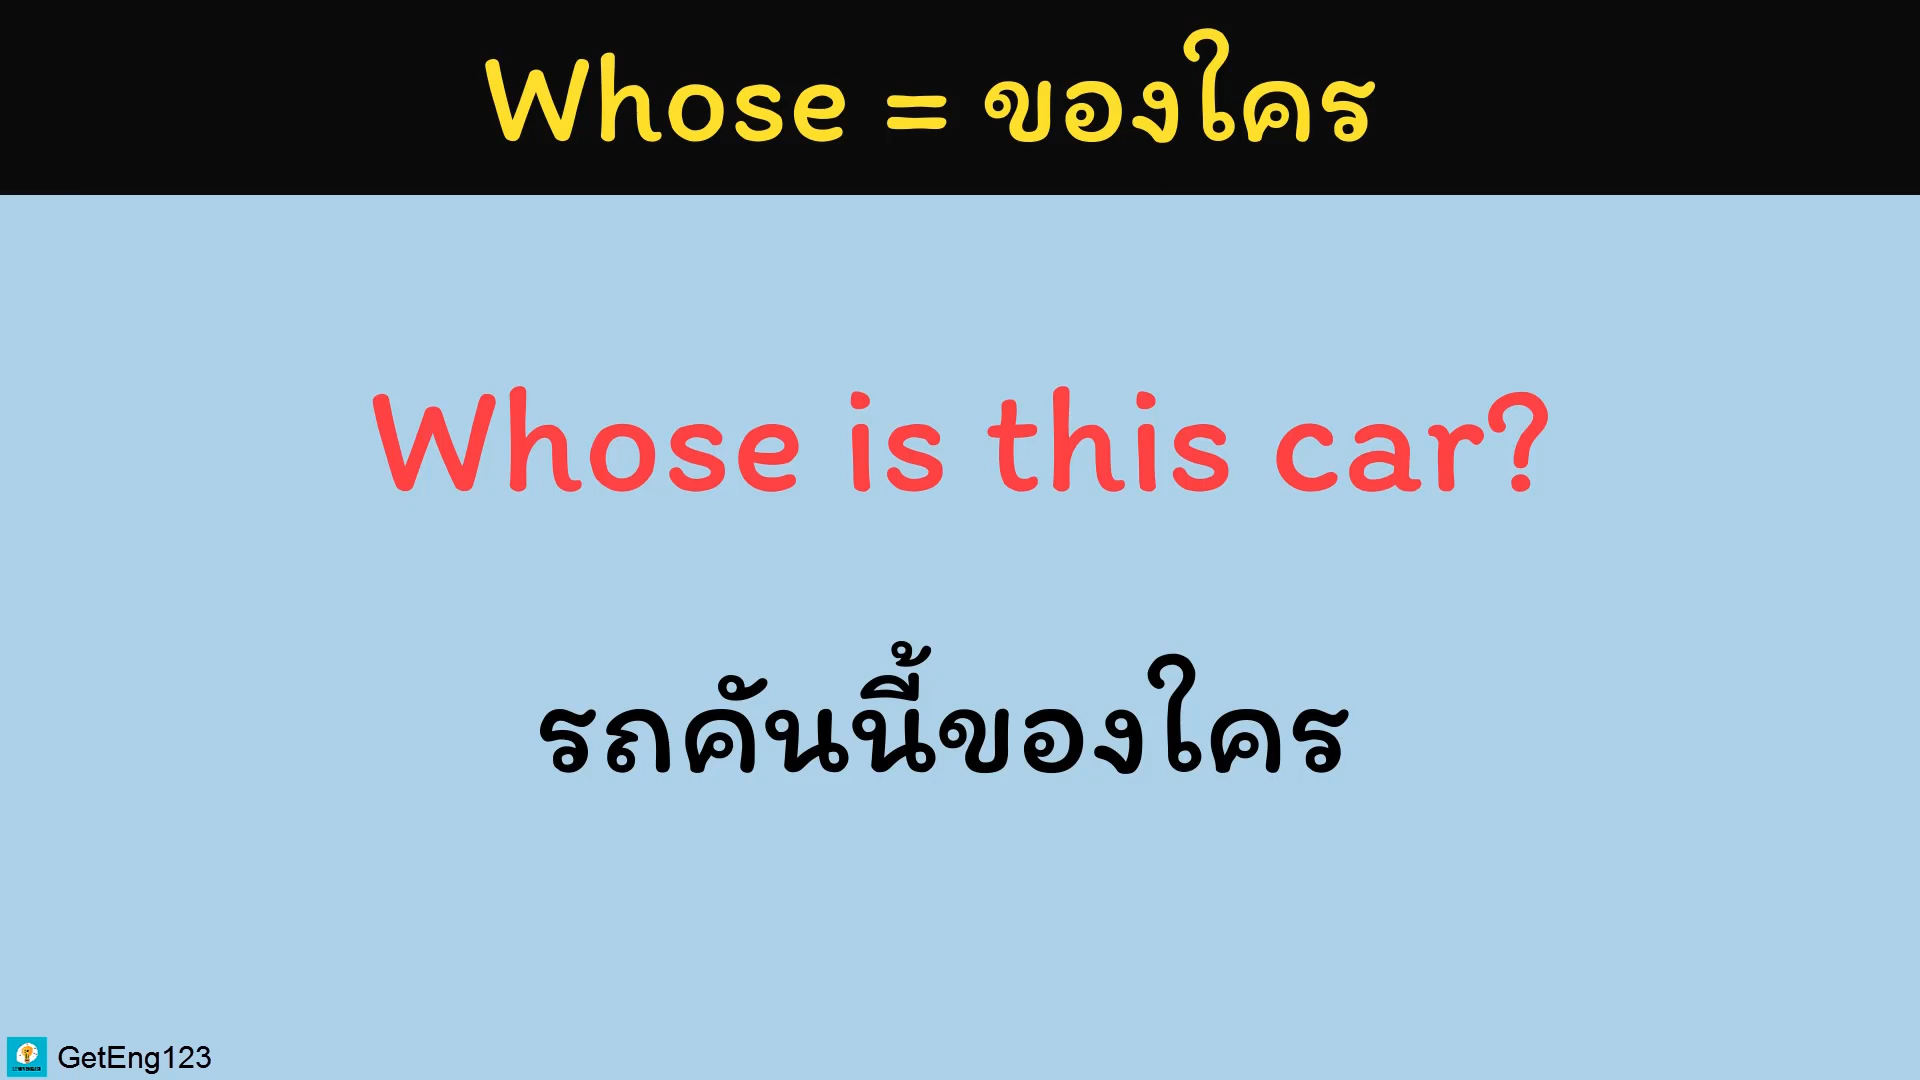 Whose = ของใคร
Whose is this car?
รถคันนี้ของใคร
GetEng123